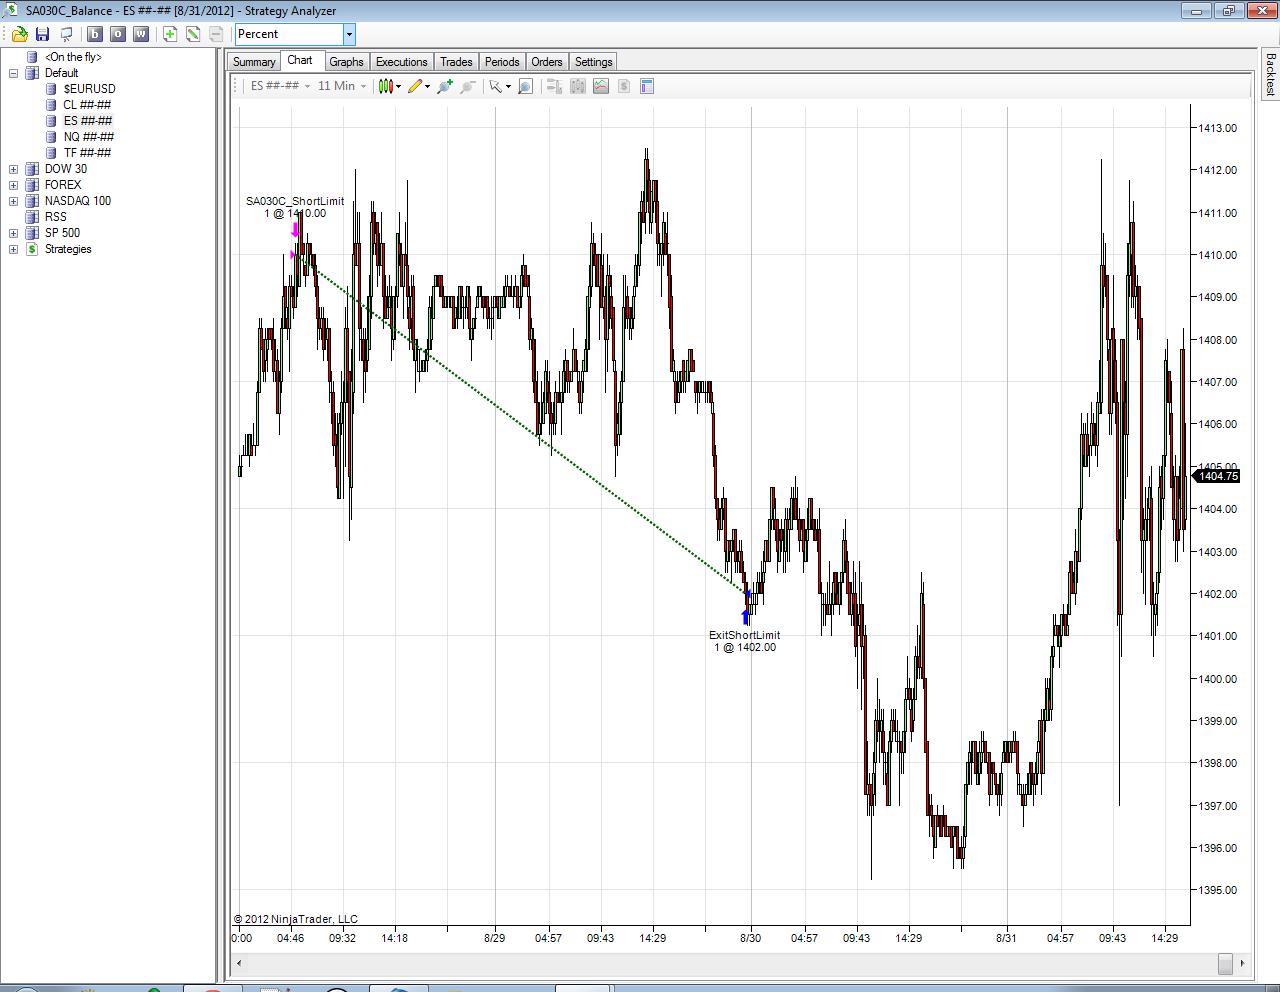 SA030C_Balance - ES ##-## [8/31/2012] - Strategy Analyzer
b o w Percent
<On the fly>
Default
$EURUSD
CL ##-##
ES ##-##
NQ ##-##
TF ##-##
DOW 30
FOREX
NASDAQ 100
RSS
SP 500
Strategies
Summary Chart Graphs Executions Trades Periods Orders Settings
Backtest
ES ##-## 11 Min
SA030C_ShortLimit
1 @ 1410.00
ExitShortLimit
1 @ 1402.00
1413.00
1412.00
1411.00
1410.00
1409.00
1408.00
1407.00
1406.00
1405.00
1404.75
1404.00
1403.00
1402.00
1401.00
1400.00
1399.00
1398.00
1397.00
1396.00
1395.00
© 2012 NinjaTrader, LLC
0:00 04:46 09:32 14:18 8/29 04:57 09:43 14:29 8/30 04:57 09:43 14:29 8/31 04:57 09:43 14:29